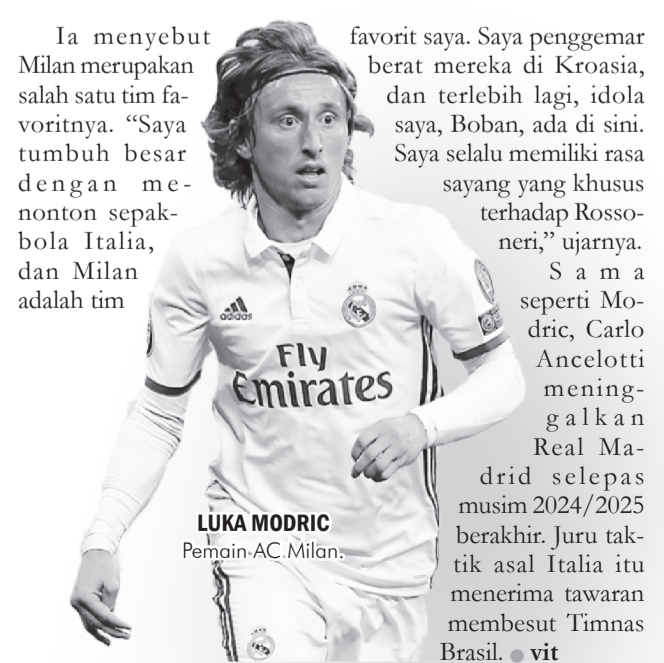 Ia menyebut
Milan merupakan
salah satu tim fa-
voritnya. “Saya
tumbuh besar
dengan me-
nonton sepak-
bola Italia,
dan Milan
adalah tim
favorit saya. Saya penggemar
berat mereka di Kroasia,
dan terlebih lagi, idola
saya, Boban, ada di sini.
Saya selalu memiliki rasa
sayang yang khusus
terhadap Rosso-
neri,” ujarnya.
Sama
seperti Mo-
dric, Carlo
Ancelotti
mening-
galkan
Real Ma-
drid selepas
musim 2024/2025
berakhir. Juru tak-
tik asal Italia itu
menerima tawaran
membesut Timnas
Brasil. ● vit
adidas
Fly
Emirates
LUKA MODRIC
Pemain AC Milan.